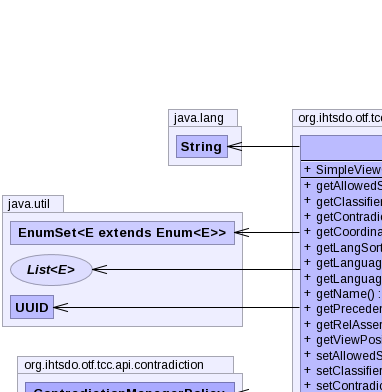 java.lang
String
java.util
EnumSet<E extends Enum<E>>
List<E>
UUID
org.ihtsdo.otf.tcc.api.contradiction
org.ihtsdo.otf.tcc
+ SimpleView
+ getAllowedS
+ getClassifier
+ getContradic
+ getCoordina
+ getLangSort
+ getLanguag
+ getLanguag
+ getName() :
+ getPreceden
+ getRelAsser
+ getViewPos
+ setAllowedS
+ setClassifier
+ setContradic